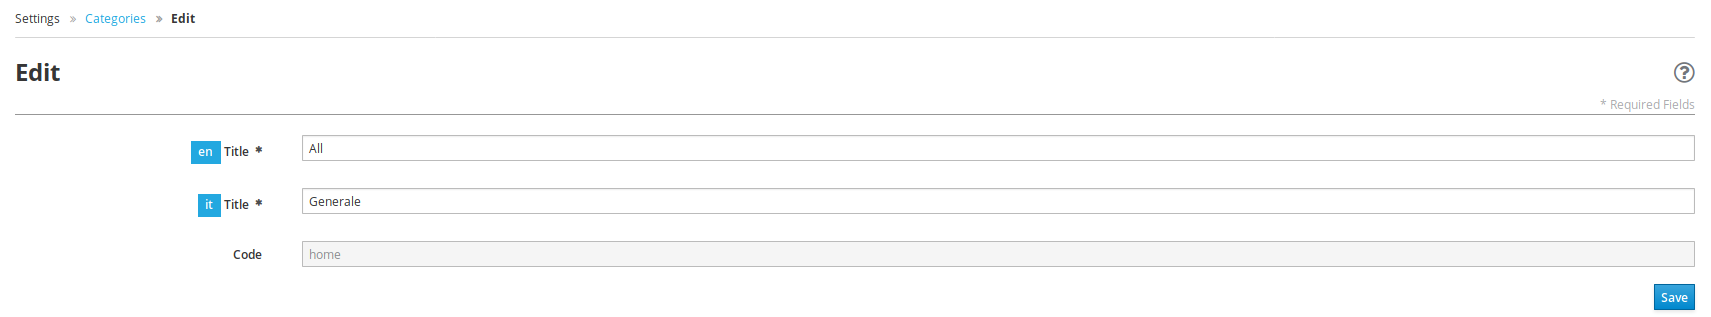 Settings » Categories » Edit
Edit
* Required Fields
en Title * All
it Title * Generale
Code home
Save